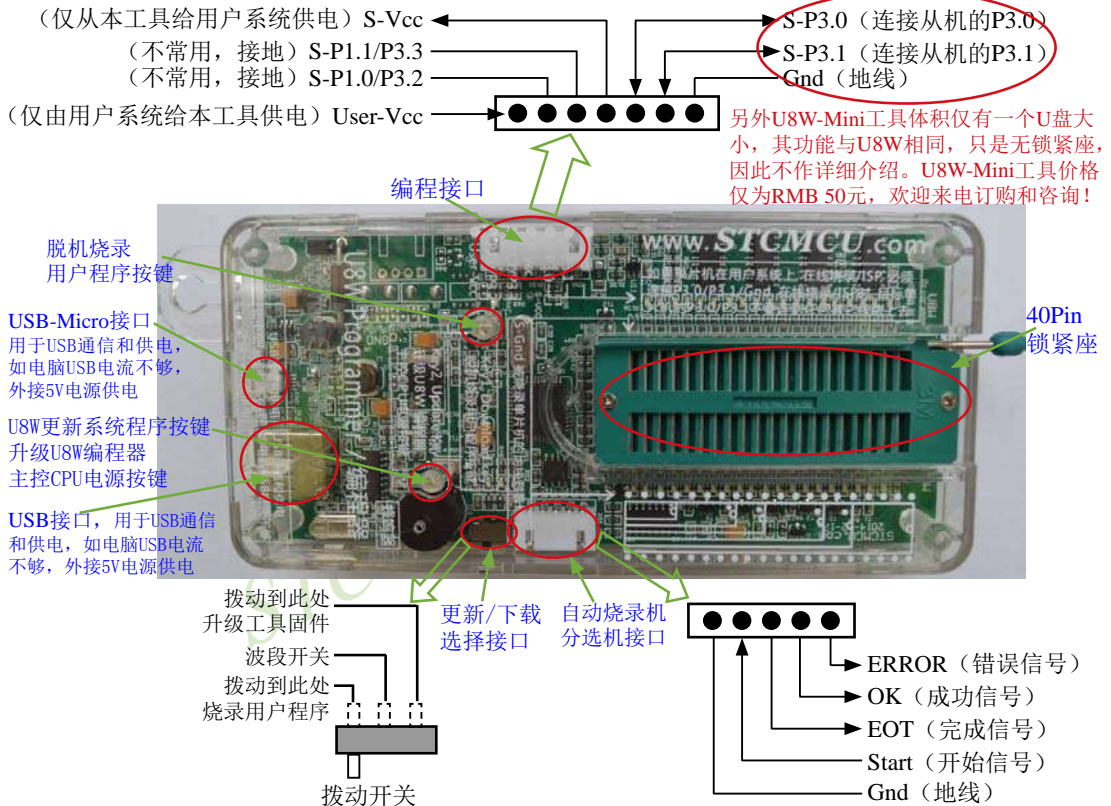 （仅从本工具给用户系统供电）S-Vcc
（不常用，接地）S-P1.1/P3.3
（不常用，接地）S-P1.0/P3.2
（仅由用户系统给本工具供电）User-Vcc
S-P3.0（连接从机的P3.0）
S-P3.1（连接从机的P3.1）
Gnd（地线）
另外U8W-Mini工具体积仅有一个U盘大
小，其功能与U8W相同，只是无锁紧座，
因此不作详细介绍。U8W-Mini工具价格
仅为RMB 50元，欢迎来电订购和咨询！
编程接口
脱机烧录
用户程序按键
USB-Micro接口
用于USB通信和供电，
如电脑USB电流不够，
外接5V电源供电
U8W更新系统程序按键
升级U8W编程器
主控CPU电源按键
USB接口，用于USB通信
和供电，如电脑USB电流
不够，外接5V电源供电
www.STCMCU.com
U8W Programmer
Gnd
40Pin
锁紧座
STC
拨动到此处
升级工具固件
波段开关
拨动到此处
烧录用户程序
拨动开关
更新/下载
选择接口
自动烧录机
分选机接口
ERROR（错误信号）
OK（成功信号）
EOT（完成信号）
Start（开始信号）
Gnd（地线）